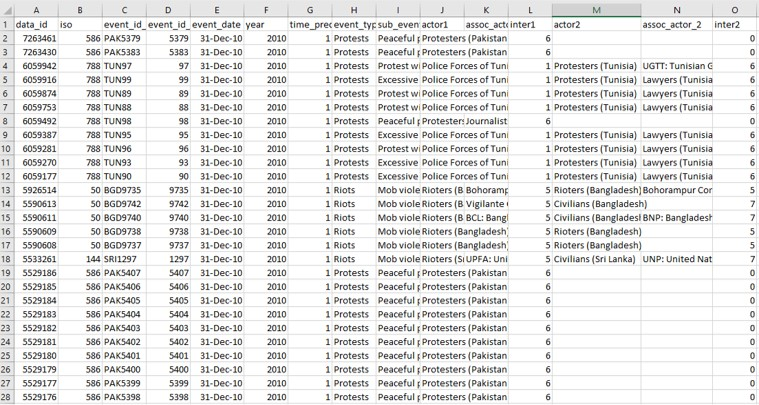 A B C D E F G H I J K L M N O
1 data_id iso event_id_ event_id_ event_date year time_prec event_typ sub_event actor1 assoc_act inter1 actor2 assoc_actor_2 inter2
2 7263461 586 PAK5379 5379 31-Dec-10 2010 1 Protests Peaceful p Protesters (Pakistan 6 0
3 7263430 586 PAK5383 5383 31-Dec-10 2010 1 Protests Peaceful p Protesters (Pakistan 6 0
4 6059942 788 TUN97 97 31-Dec-10 2010 1 Protests Protest wi Police Forces of Tuni 1 Protesters (Tunisia) UGTT: Tunisian G 6
5 6059916 788 TUN99 99 31-Dec-10 2010 1 Protests Excessive Police Forces of Tuni 1 Protesters (Tunisia) Lawyers (Tunisia 6
6 6059874 788 TUN89 89 31-Dec-10 2010 1 Protests Protest wi Police Forces of Tuni 1 Protesters (Tunisia) Lawyers (Tunisia 6
7 6059753 788 TUN88 88 31-Dec-10 2010 1 Protests Protest wi Police Forces of Tuni 1 Protesters (Tunisia) Lawyers (Tunisia 6
8 6059492 788 TUN98 98 31-Dec-10 2010 1 Protests Peaceful p Protesters Journalist 6 0
9 6059387 788 TUN95 95 31-Dec-10 2010 1 Protests Excessive Police Forces of Tuni 1 Protesters (Tunisia) Lawyers (Tunisia 6
10 6059281 788 TUN96 96 31-Dec-10 2010 1 Protests Protest wi Police Forces of Tuni 1 Protesters (Tunisia) Lawyers (Tunisia 6
11 6059270 788 TUN93 93 31-Dec-10 2010 1 Protests Excessive Police Forces of Tuni 1 Protesters (Tunisia) Lawyers (Tunisia 6
12 6059177 788 TUN90 90 31-Dec-10 2010 1 Protests Excessive Police Forces of Tuni 1 Protesters (Tunisia) Lawyers (Tunisia 6
13 5926514 50 BGD9735 9735 31-Dec-10 2010 1 Riots Mob viole Rioters (B Bohoramp 5 Rioters (Bangladesh) Bohorampur Cor 5
14 5590613 50 BGD9742 9742 31-Dec-10 2010 1 Riots Mob viole Rioters (B Vigilante 5 Civilians (Bangladesh) 7
15 5590611 50 BGD9740 9740 31-Dec-10 2010 1 Riots Mob viole Rioters (B BCL: Bangl 5 Civilians (Bangladesl BNP: Bangladesh 7
16 5590609 50 BGD9738 9738 31-Dec-10 2010 1 Riots Mob viole Rioters (Bangladesh) 5 Rioters (Bangladesh) 5
17 5590608 50 BGD9737 9737 31-Dec-10 2010 1 Riots Mob viole Rioters (Bangladesh) 5 Rioters (Bangladesh) 5
18 5533261 144 SRI1297 1297 31-Dec-10 2010 1 Riots Mob viole Rioters (Sr UPFA: Uni 5 Civilians (Sri Lanka) UNP: United Nat 7
19 5529186 586 PAK5407 5407 31-Dec-10 2010 1 Protests Peaceful p Protesters (Pakistan 6 0
20 5529185 586 PAK5406 5406 31-Dec-10 2010 1 Protests Peaceful p Protesters (Pakistan 6 0
21 5529184 586 PAK5405 5405 31-Dec-10 2010 1 Protests Peaceful p Protesters (Pakistan 6 0
22 5529183 586 PAK5404 5404 31-Dec-10 2010 1 Protests Peaceful p Protesters (Pakistan 6 0
23 5529182 586 PAK5403 5403 31-Dec-10 2010 1 Protests Peaceful p Protesters (Pakistan 6 0
24 5529181 586 PAK5402 5402 31-Dec-10 2010 1 Protests Peaceful p Protesters (Pakistan 6 0
25 5529180 586 PAK5401 5401 31-Dec-10 2010 1 Protests Peaceful p Protesters (Pakistan 6 0
26 5529179 586 PAK5400 5400 31-Dec-10 2010 1 Protests Peaceful p Protesters (Pakistan 6 0
27 5529177 586 PAK5399 5399 31-Dec-10 2010 1 Protests Peaceful p Protesters (Pakistan 6 0
28 5529176 586 PAK5398 5398 31-Dec-10 2010 1 Protests Peaceful p Protesters (Pakistan 6 0